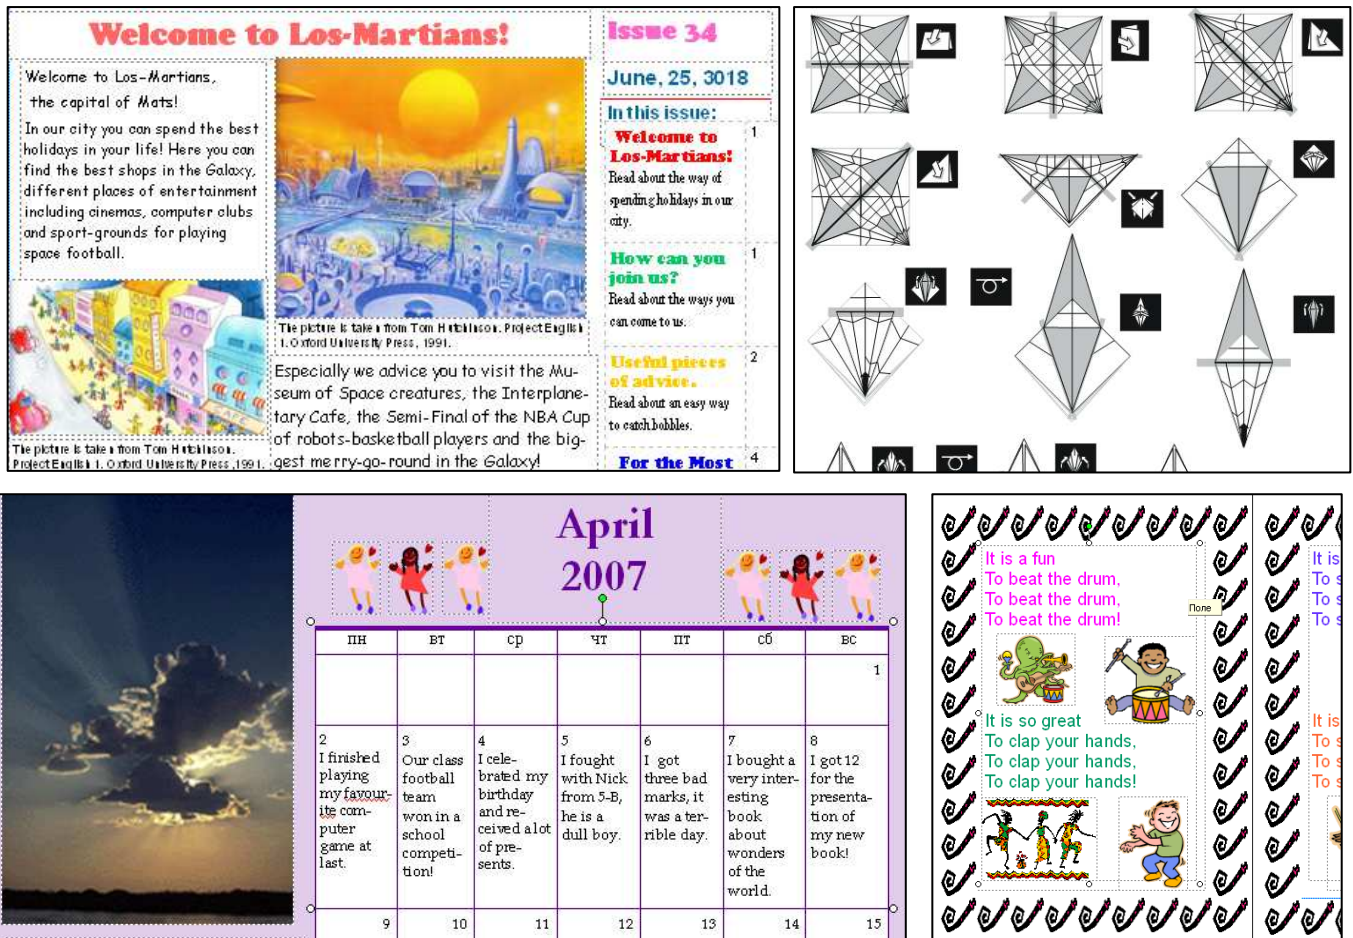 Welcome to Los-Martians!
Welcome to Los-Martians,
the capital of Mats!
In our city you can spend the best
holidays in your life! Here you can
find the best shops in the Galaxy,
different places of entertainment
including cinemas, computer clubs
and sport-grounds for playing
space football.
The picture is taken from Tom Hutchinson.
Project English 1. Oxford University Press ,1991.
The picture is taken from Tom Hutchinson. Project English
1. Oxford University Press, 1991.
Especially we advice you to visit the Mu-
seum of Space creatures, the Interplane-
tary Cafe, the Semi-Final of the NBA Cup
of robots-basketball players and the big-
gest merry-go-round in the Galaxy!
Issue 34
June, 25, 3018
In this issue:
Welcome to 1
Los-Martians!
Read about the way of
spending holidays in our
city.
How can you 1
join us?
Read about the ways you
can come to us.
Useful pieces 2
of advice.
Read about an easy way
to catch bobbles.
For the Most 4
April
2007
пн вт ср чт пт сб вс
1
2
I finished
playing
my favour-
ite com-
puter
game at
last.
3
Our class
football
team
won in a
school
competi-
tion!
4
I cele-
brated my
birthday
and re-
ceived a lot
of pre-
sents.
5
I fought
with Nick
from 5-B,
he is a
dull boy.
6
I got
three bad
marks, it
was a ter-
rible day.
7
I bought a
very inter-
esting
book
about
wonders
of the
world.
8
I got 12
for the
presenta-
tion of
my new
book!
9 10 11 12 13 14 15
It is a fun
To beat the drum,
To beat the drum,
To beat the drum!
Поле
It is so great
To clap your hands,
To clap your hands,
To clap your hands!
It is
To s
To s
To s
It is
To s
To s
To s